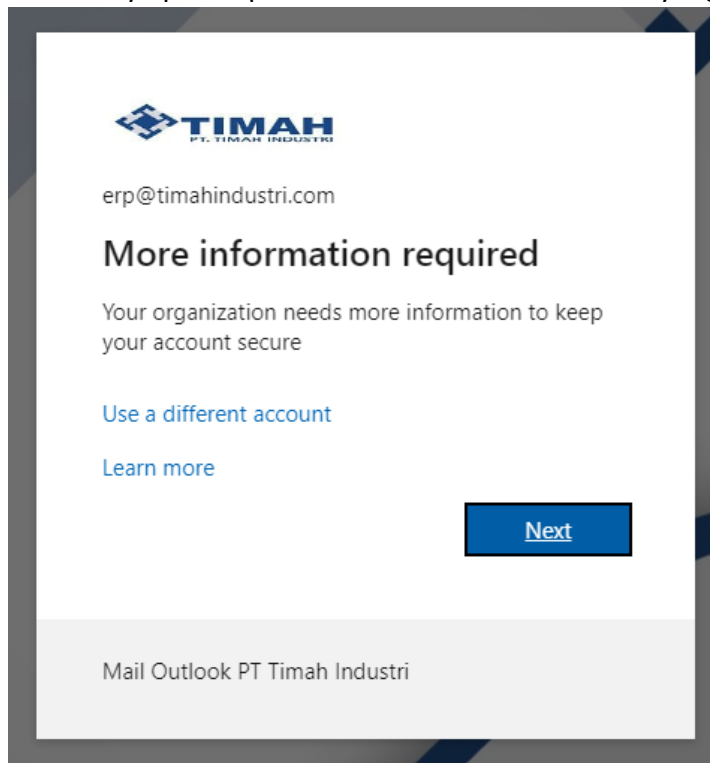 TIMAH
PT. TIMAH INDUSTRI
erp@timahindustri.com
More information required
Your organization needs more information to keep
your account secure
Use a different account
Learn more
Next
Mail Outlook PT Timah Industri